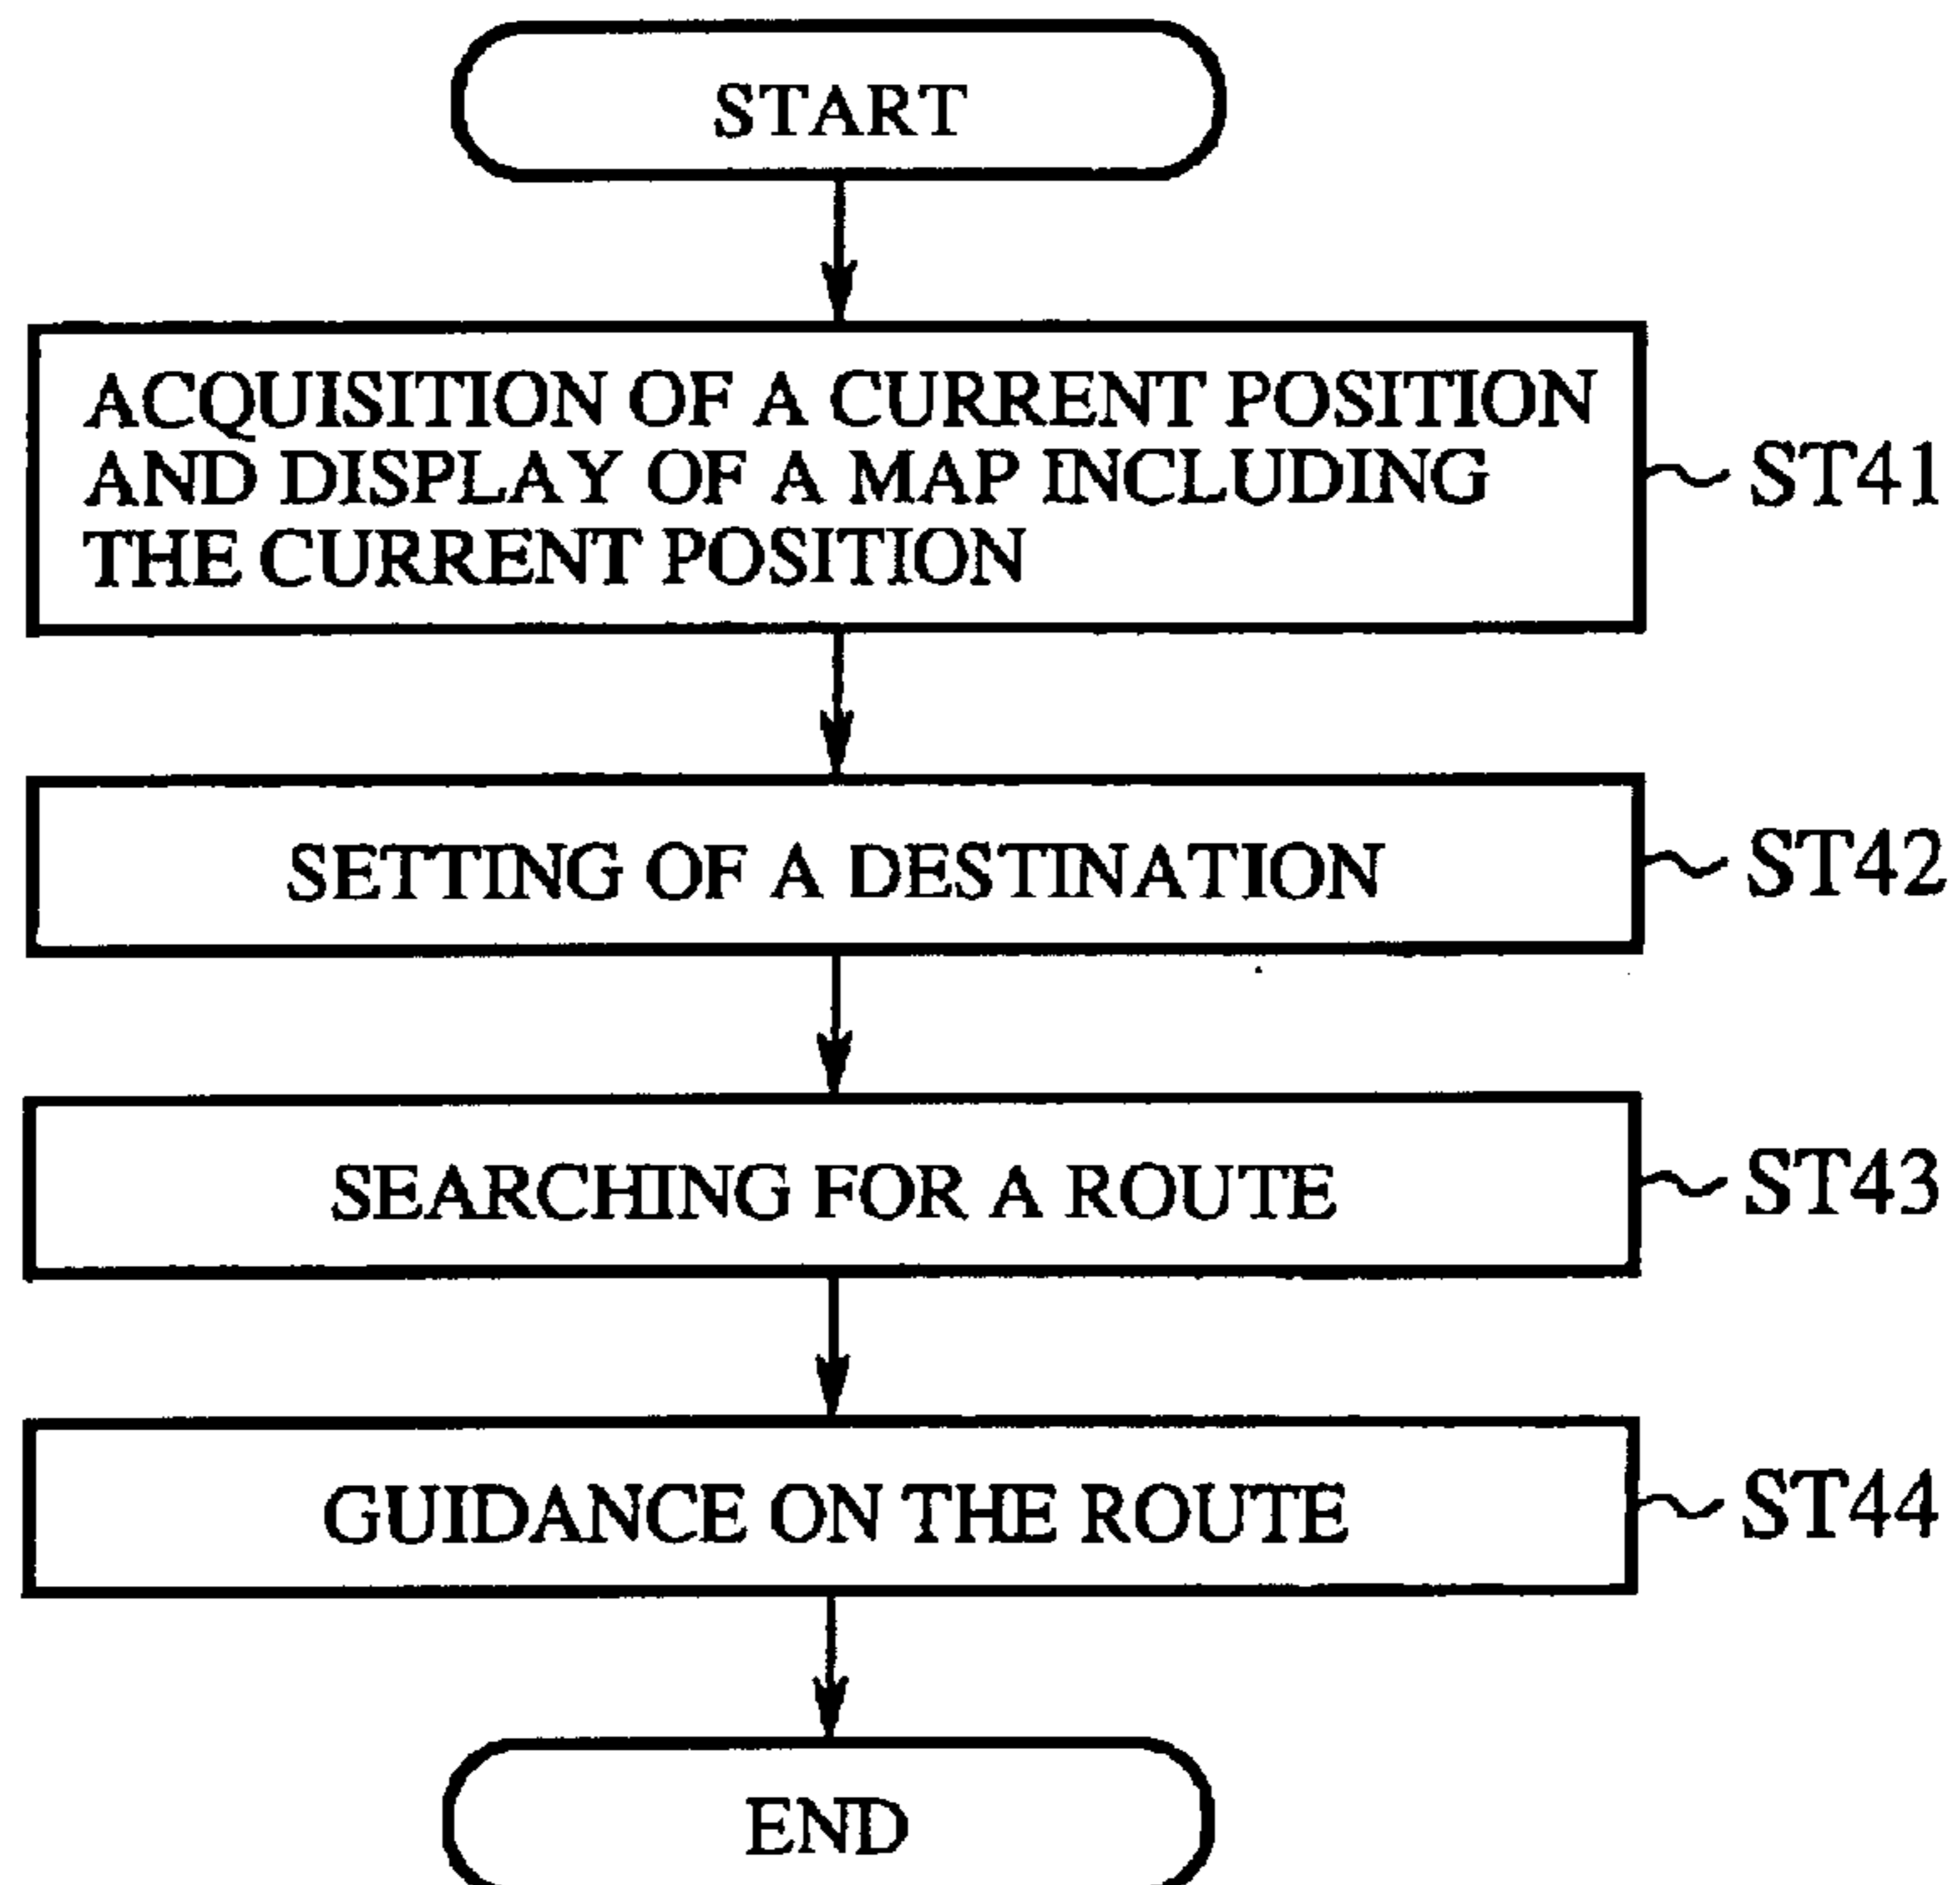 START
ACQUISITION OF A CURRENT POSITION
AND DISPLAY OF A MAP INCLUDING
THE CURRENT POSITION
ST41
SETTING OF A DESTINATION
ST42
SEARCHING FOR A ROUTE
ST43
GUIDANCE ON THE ROUTE
ST44
END